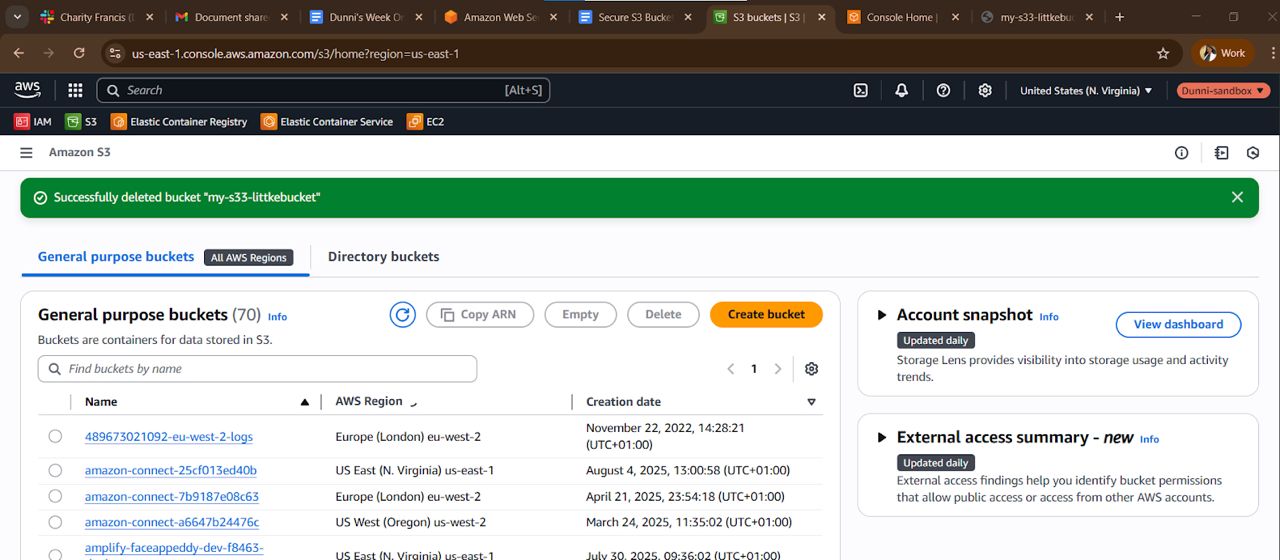 Charity Francis (D
Document share
Dunni's Week On
Amazon Web Se
Secure S3 Bucke
S3 buckets | S3 |
Console Home |
my-s33-littkebuc
us-east-1.console.aws.amazon.com/s3/home?region=us-east-1
Work
aws
Search
[Alt+S]
United States (N. Virginia)
Dunni-sandbox
IAM
S3
Elastic Container Registry
Elastic Container Service
EC2
Amazon S3
Successfully deleted bucket "my-s33-littkebucket"
General purpose buckets
All AWS Regions
Directory buckets
General purpose buckets (70) Info
Copy ARN
Empty
Delete
Create bucket
Buckets are containers for data stored in S3.
Find buckets by name
1
Name
AWS Region
Creation date
489673021092-eu-west-2-logs
Europe (London) eu-west-2
November 22, 2022, 14:28:21
(UTC+01:00)
amazon-connect-25cf013ed40b
US East (N. Virginia) us-east-1
August 4, 2025, 13:00:58 (UTC+01:00)
amazon-connect-7b9187e08c63
Europe (London) eu-west-2
April 21, 2025, 23:54:18 (UTC+01:00)
amazon-connect-a6647b24476c
US West (Oregon) us-west-2
March 24, 2025, 11:35:02 (UTC+01:00)
amplify-faceappeddy-dev-f8463-
US East (N. Virginia) us-east-1
July 30, 2025, 09:36:02 (UTC+01:00)
Account snapshot Info
Updated daily
View dashboard
Storage Lens provides visibility into storage usage and activity
trends.
External access summary - new Info
Updated daily
External access findings help you identify bucket permissions
that allow public access or access from other AWS accounts.